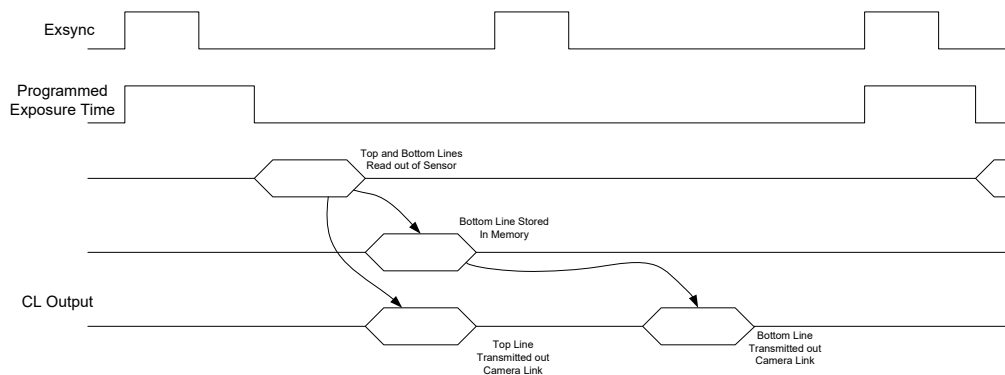 Exsync
Programmed
Exposure Time
Top and Bottom Lines
Read out of Sensor
Bottom Line Stored
In Memory
CL Output
Top Line
Transmitted out
Camera Link
Bottom Line
Transmitted out
Camera Link